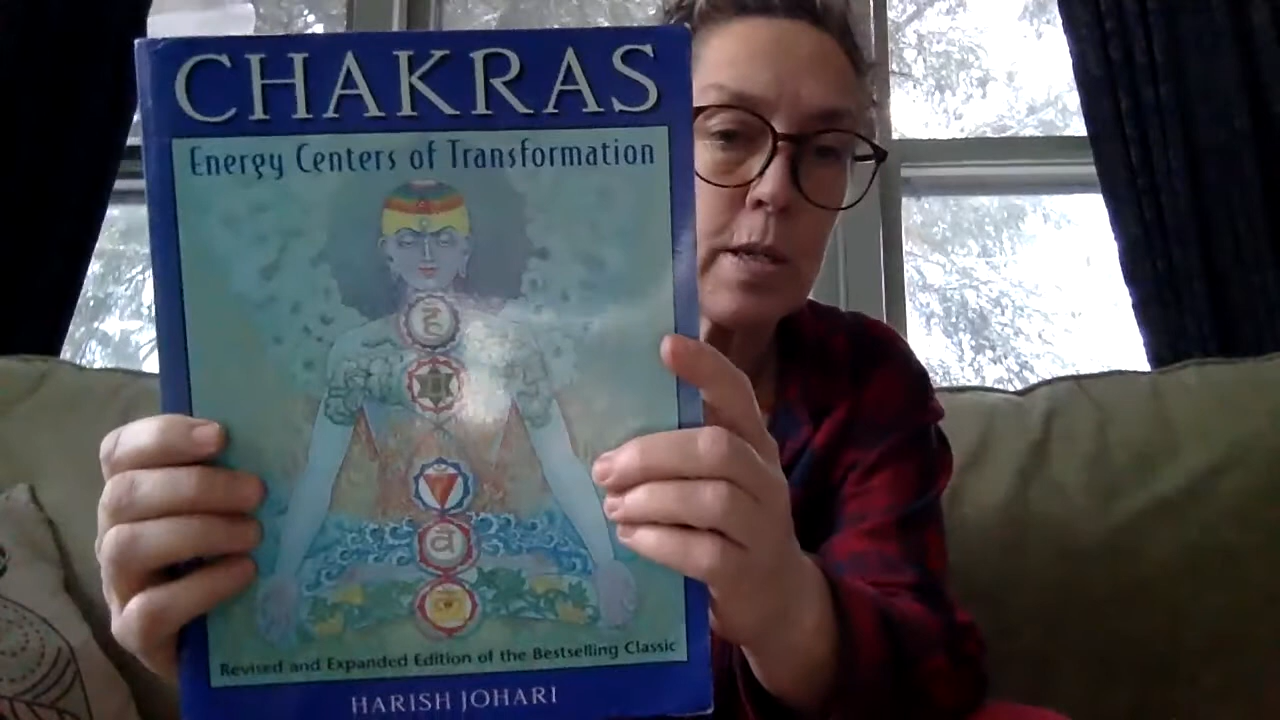 CHAKRAS
Energy Centers of Transformation
हं
वं
Revised and Expanded Edition of the Bestselling Classic
HARISH JOHARI